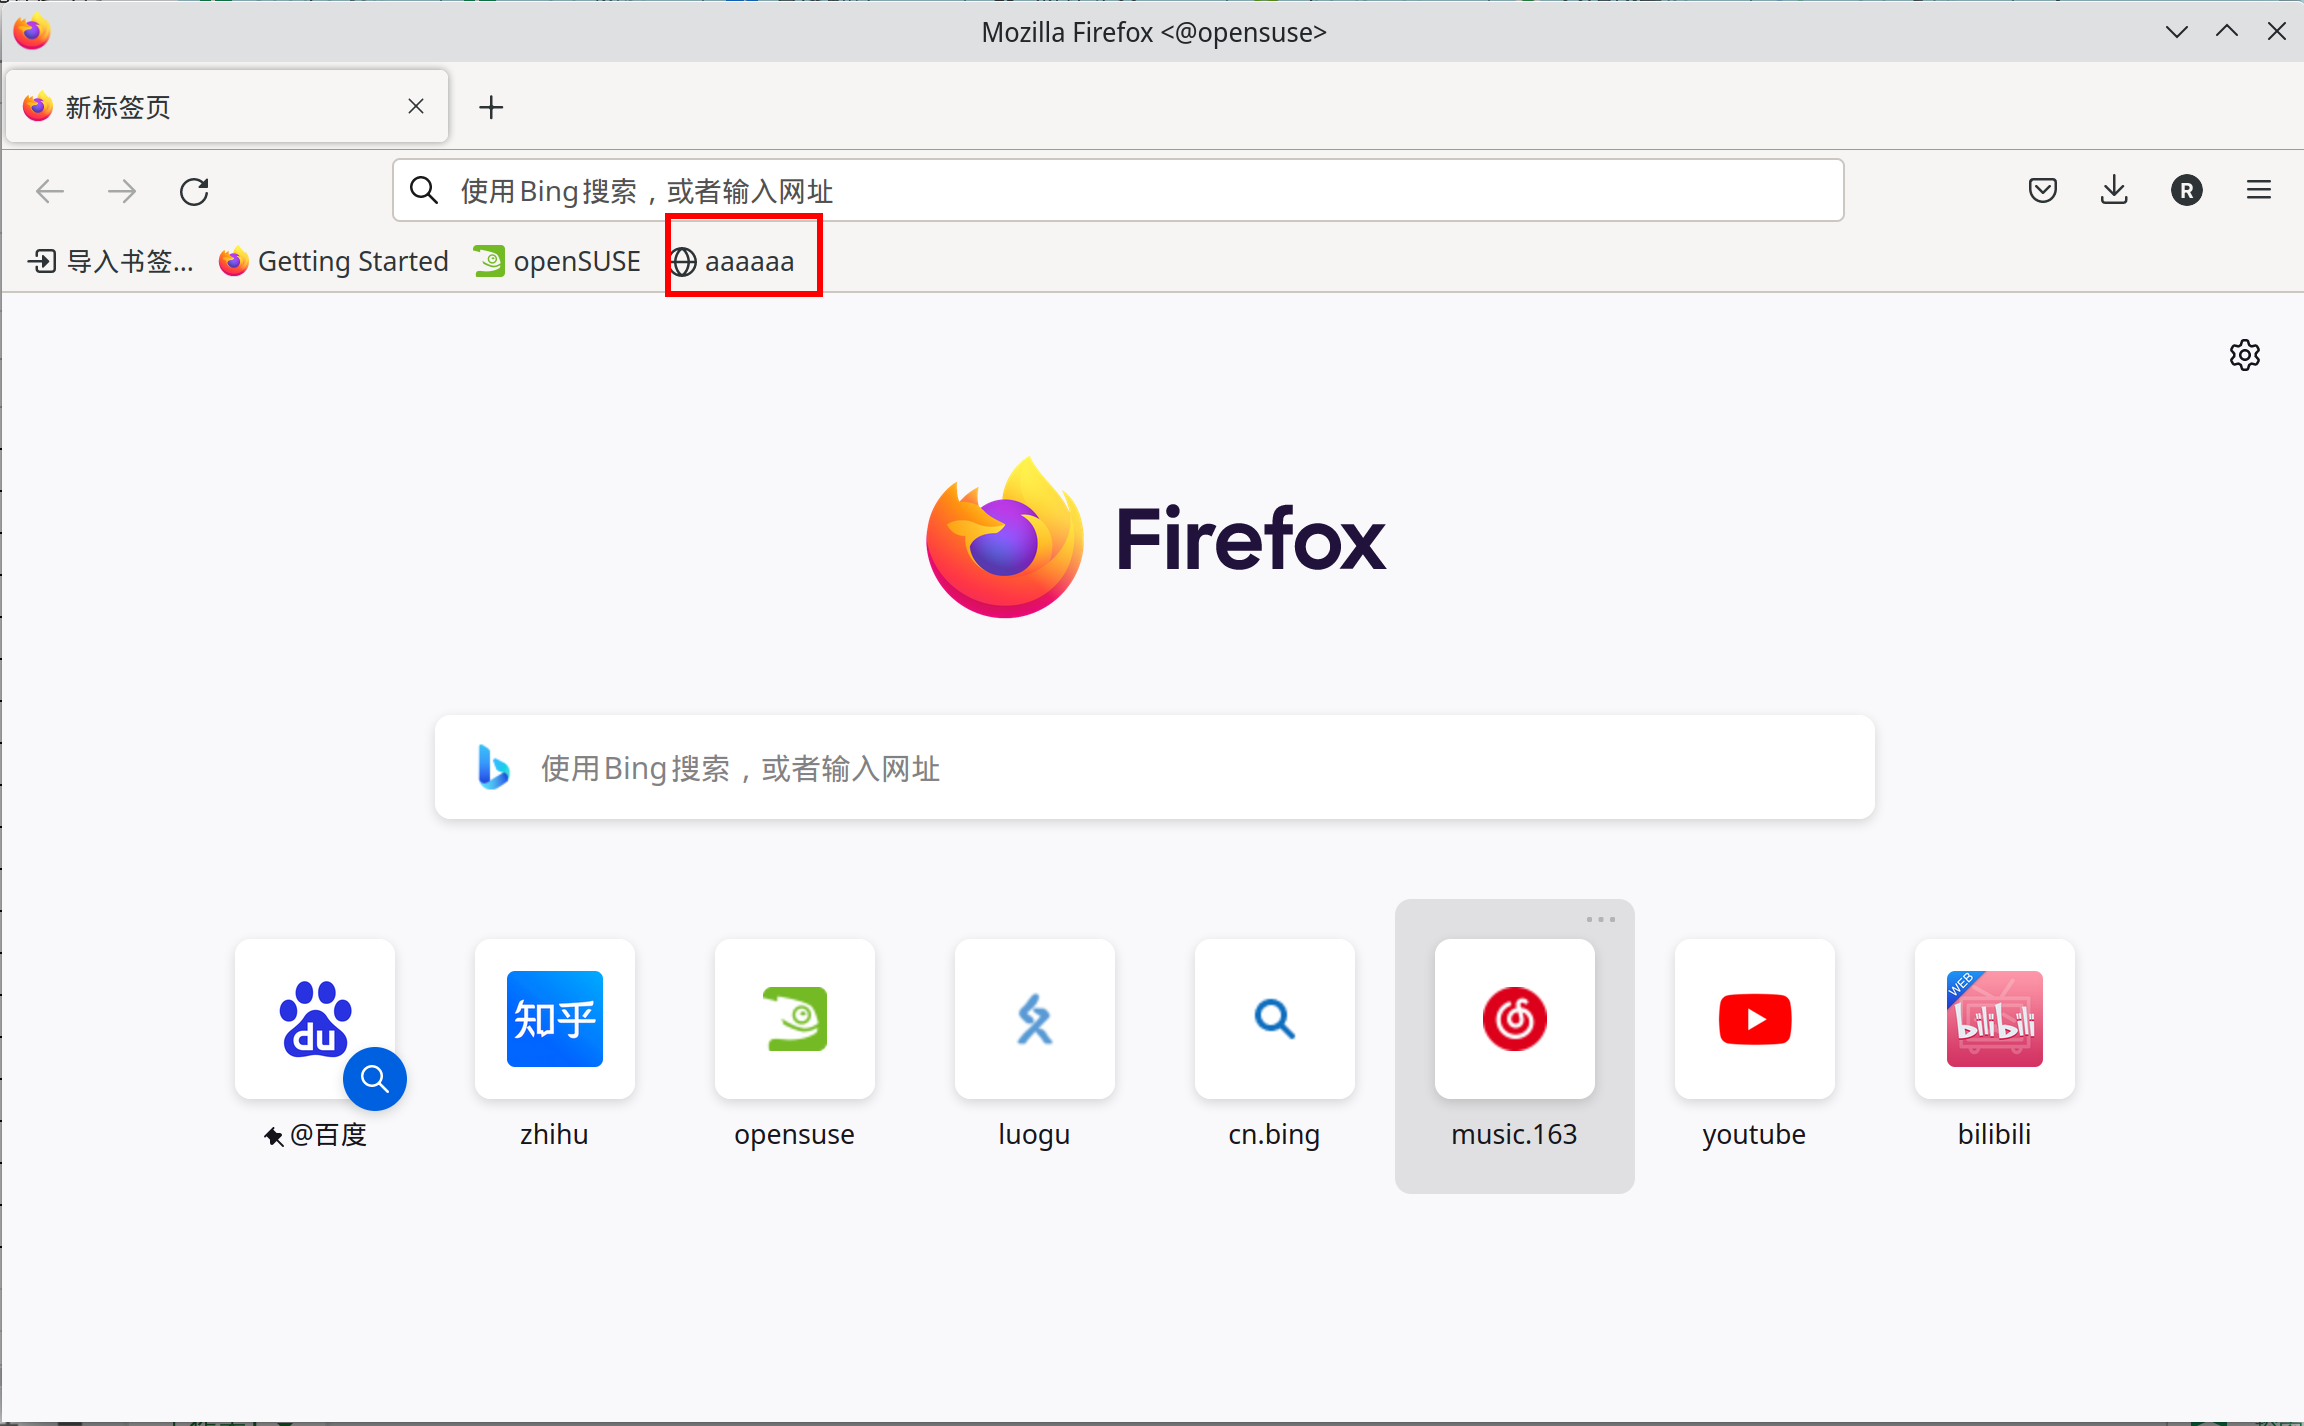 Mozilla Firefox <@opensuse>
新标签页
使用Bing搜索，或者输入网址
R
导入书签... Getting Started openSUSE aaaaaa
Firefox
使用Bing搜索，或者输入网址
du 知乎 WEB bilibili
@百度 zhihu opensuse luogu cn.bing music.163 youtube bilibili